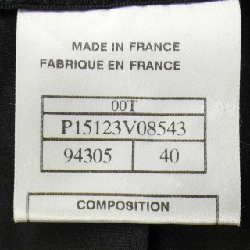 MADE IN FRANCE
FABRIQUE EN FRANCE
00T
P15123V08543
94305 40
COMPOSITION